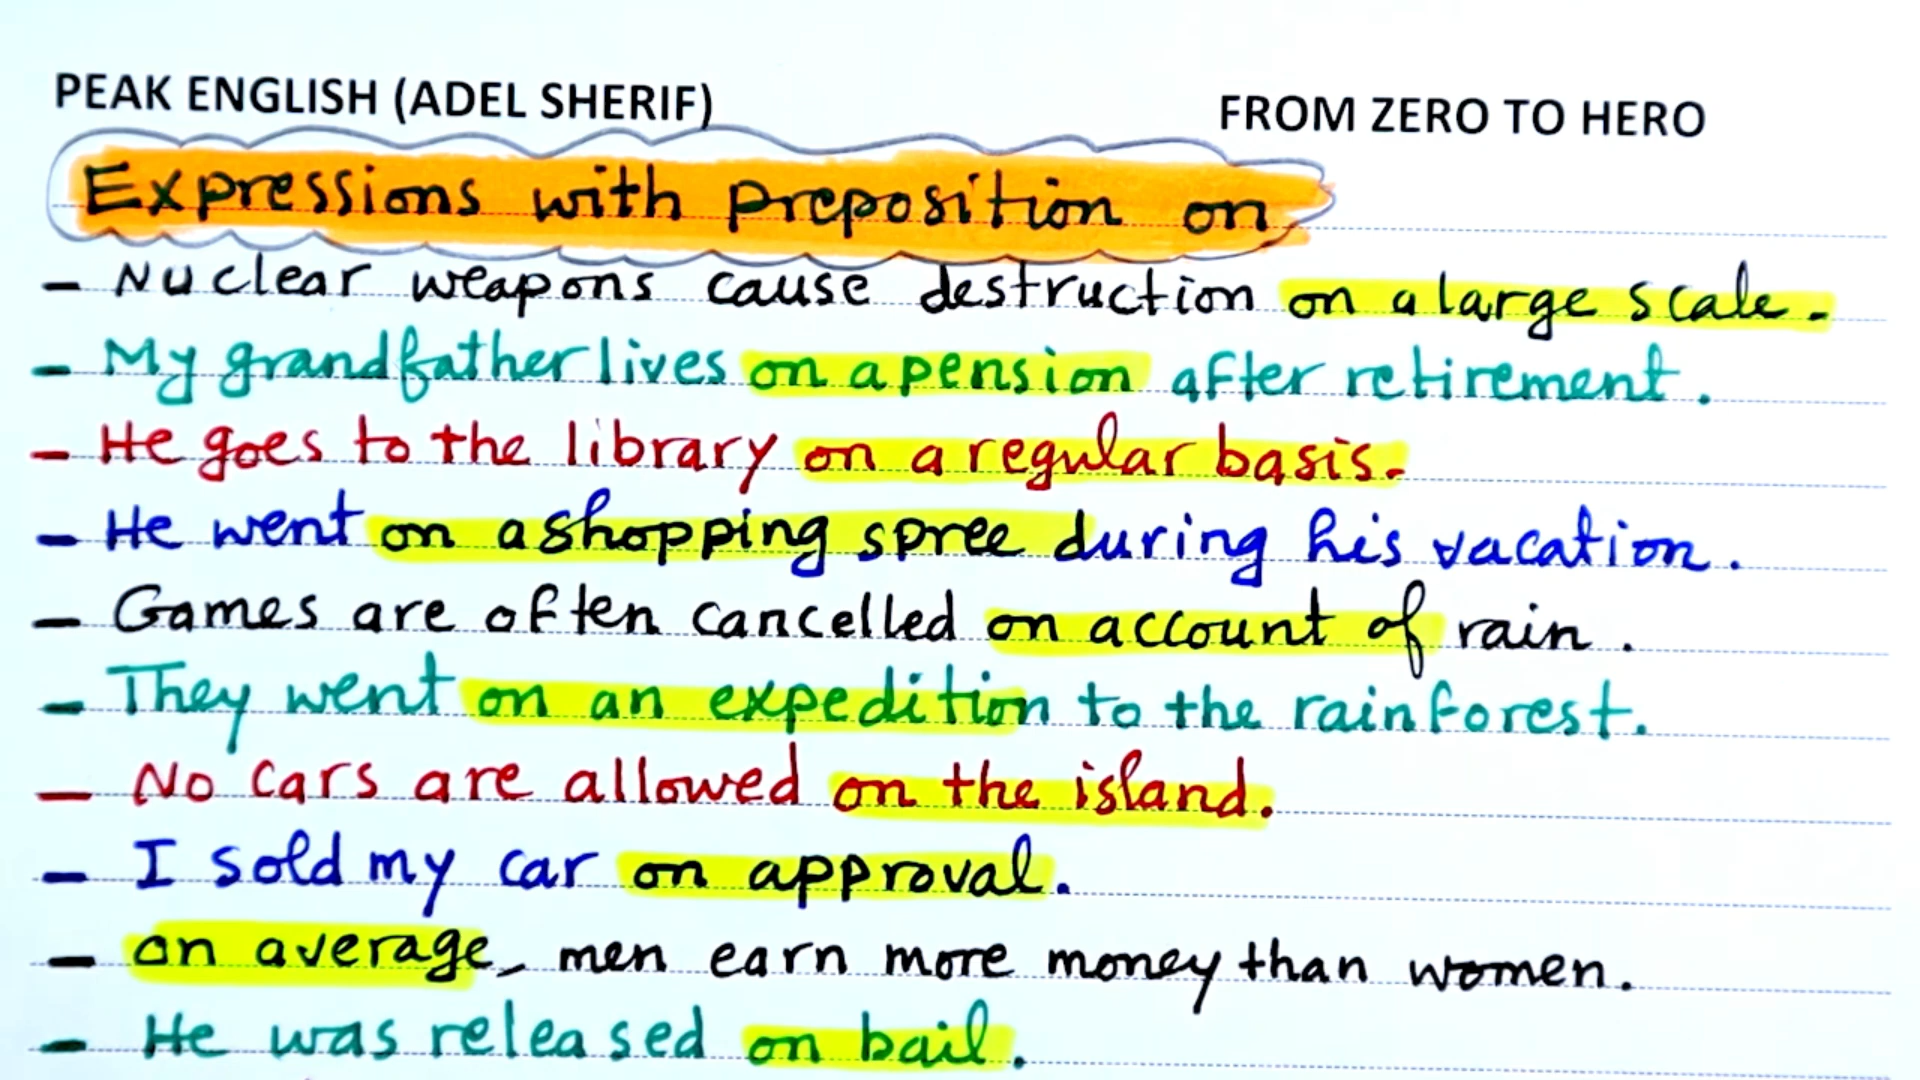 PEAK ENGLISH (ADEL SHERIF) FROM ZERO TO HERO
Expressions with preposition on
- Nuclear weapons cause destruction on a large scale.
- My grandfather lives on a pension after retirement.
- He goes to the library on a regular basis.
- He went on a shopping spree during his vacation.
- Games are often cancelled on account of rain.
- They went on an expedition to the rainforest.
- No cars are allowed on the island.
- I sold my car on approval.
- on average, men earn more money than women.
- He was released on bail.